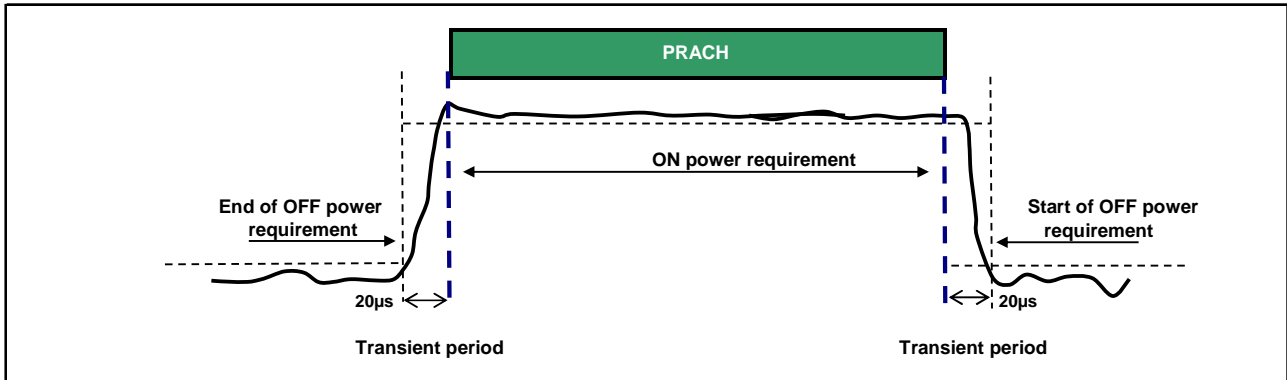 PRACH
ON power requirement
End of OFF power
requirement
Start of OFF power
requirement
20µs
20µs
Transient period
Transient period